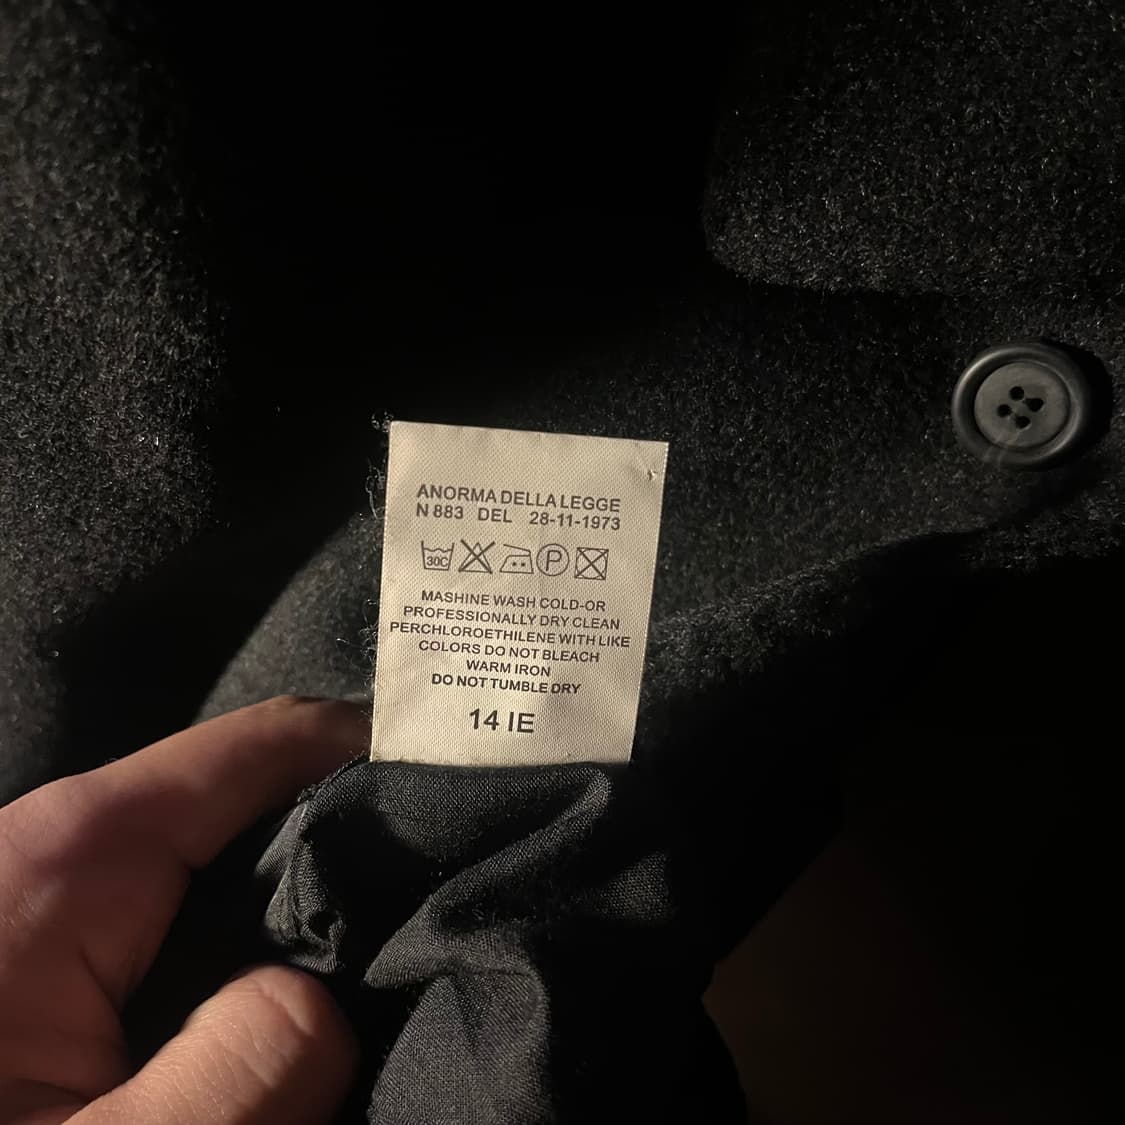 ANORMA DELLA LEGGE
N 883 DEL 28-11-1973
30C P
MASHINE WASH COLD-OR
PROFESSIONALLY DRY CLEAN
PERCHLOROETHILENE WITH LIKE
COLORS DO NOT BLEACH
WARM IRON
DO NOT TUMBLE DRY
14 IE